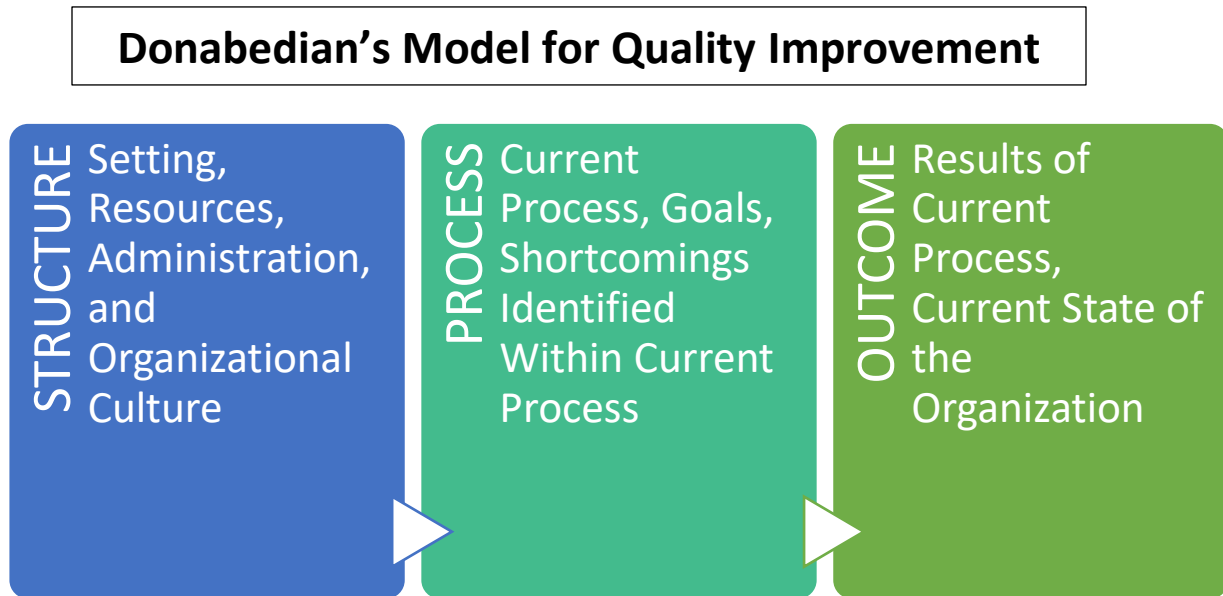 Donabedian’s Model for Quality Improvement
STRUCTURE
Setting,
Resources,
Administration,
and
Organizational
Culture
PROCESS
Current
Process, Goals,
Shortcomings
Identified
Within Current
Process
OUTCOME
Results of
Current
Process,
Current State of
the
Organization